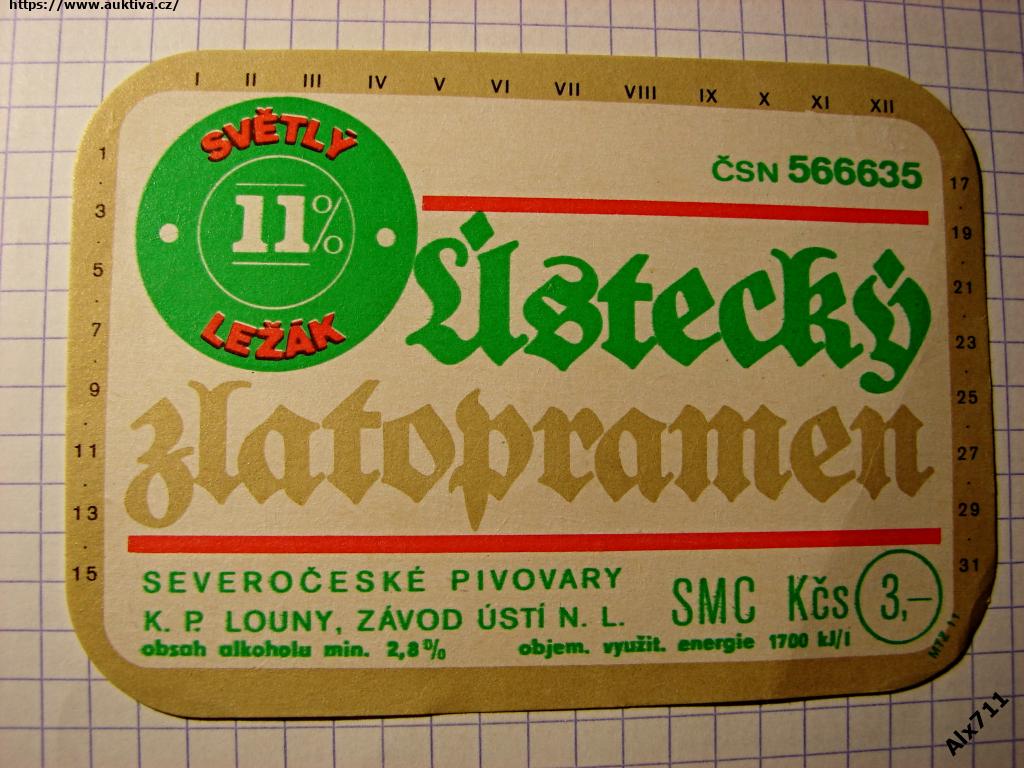 https://www.auktiva.cz/
I II III IV V VI VII VIII IX X XI XII
1 · 3 · 5 · 7 · 9 · 11 · 13 · 15
SVĚTLÝ
11%
LEŽÁK
ČSN 566635
Ústecký
zlatopramen
17 · 19 · 21 · 23 · 25 · 27 · 29 · 31
SEVEROČESKÉ PIVOVARY
K. P. LOUNY, ZÁVOD ÚSTÍ N. L.
SMC Kčs 3,–
obsah alkoholu min. 2,8% objem. využit. energie 1700 kJ/l
MTZ 11
Alx711